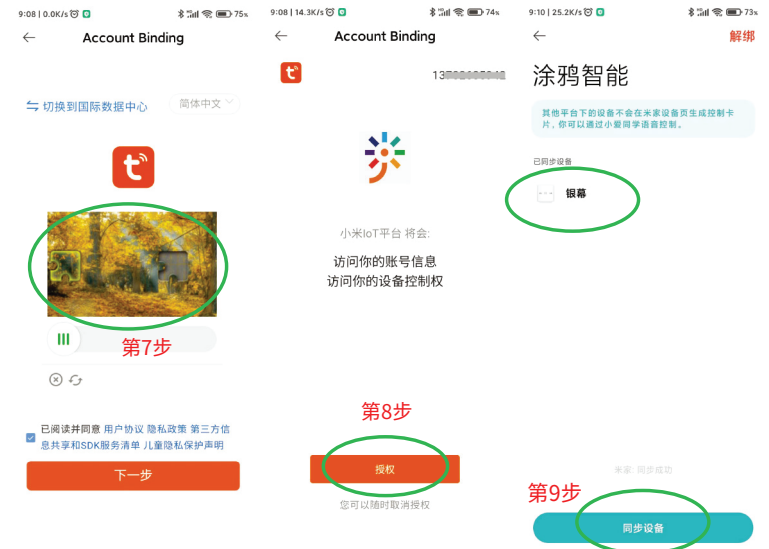 9:08 | 0.0K/s
75%
Account Binding
切换到国际数据中心
简体中文
第7步
已阅读并同意 用户协议 隐私政策 第三方信
息共享和SDK服务清单 儿童隐私保护声明
下一步
9:08 | 14.3K/s
74%
Account Binding
小米IoT平台 将会:
访问你的账号信息
访问你的设备控制权
第8步
授权
您可以随时取消授权
9:10 | 25.2K/s
73%
解绑
涂鸦智能
其他平台下的设备不会在米家设备页生成控制卡
片，你可以通过小爱同学语音控制。
已同步设备
银幕
米家: 同步成功
第9步
同步设备